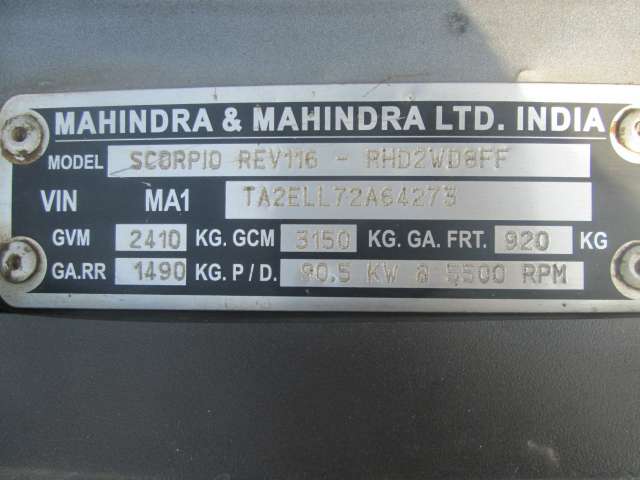 MAHINDRA & MAHINDRA LTD. INDIA
MODEL SCORPIO REV116 - RHD2WD8FF
VIN MA1 TA2ELL72A64273
GVM 2410 KG. GCM 3150 KG. GA. FRT. 920 KG
GA.RR 1490 KG. P / D. 90.5 KW @ 5500 RPM